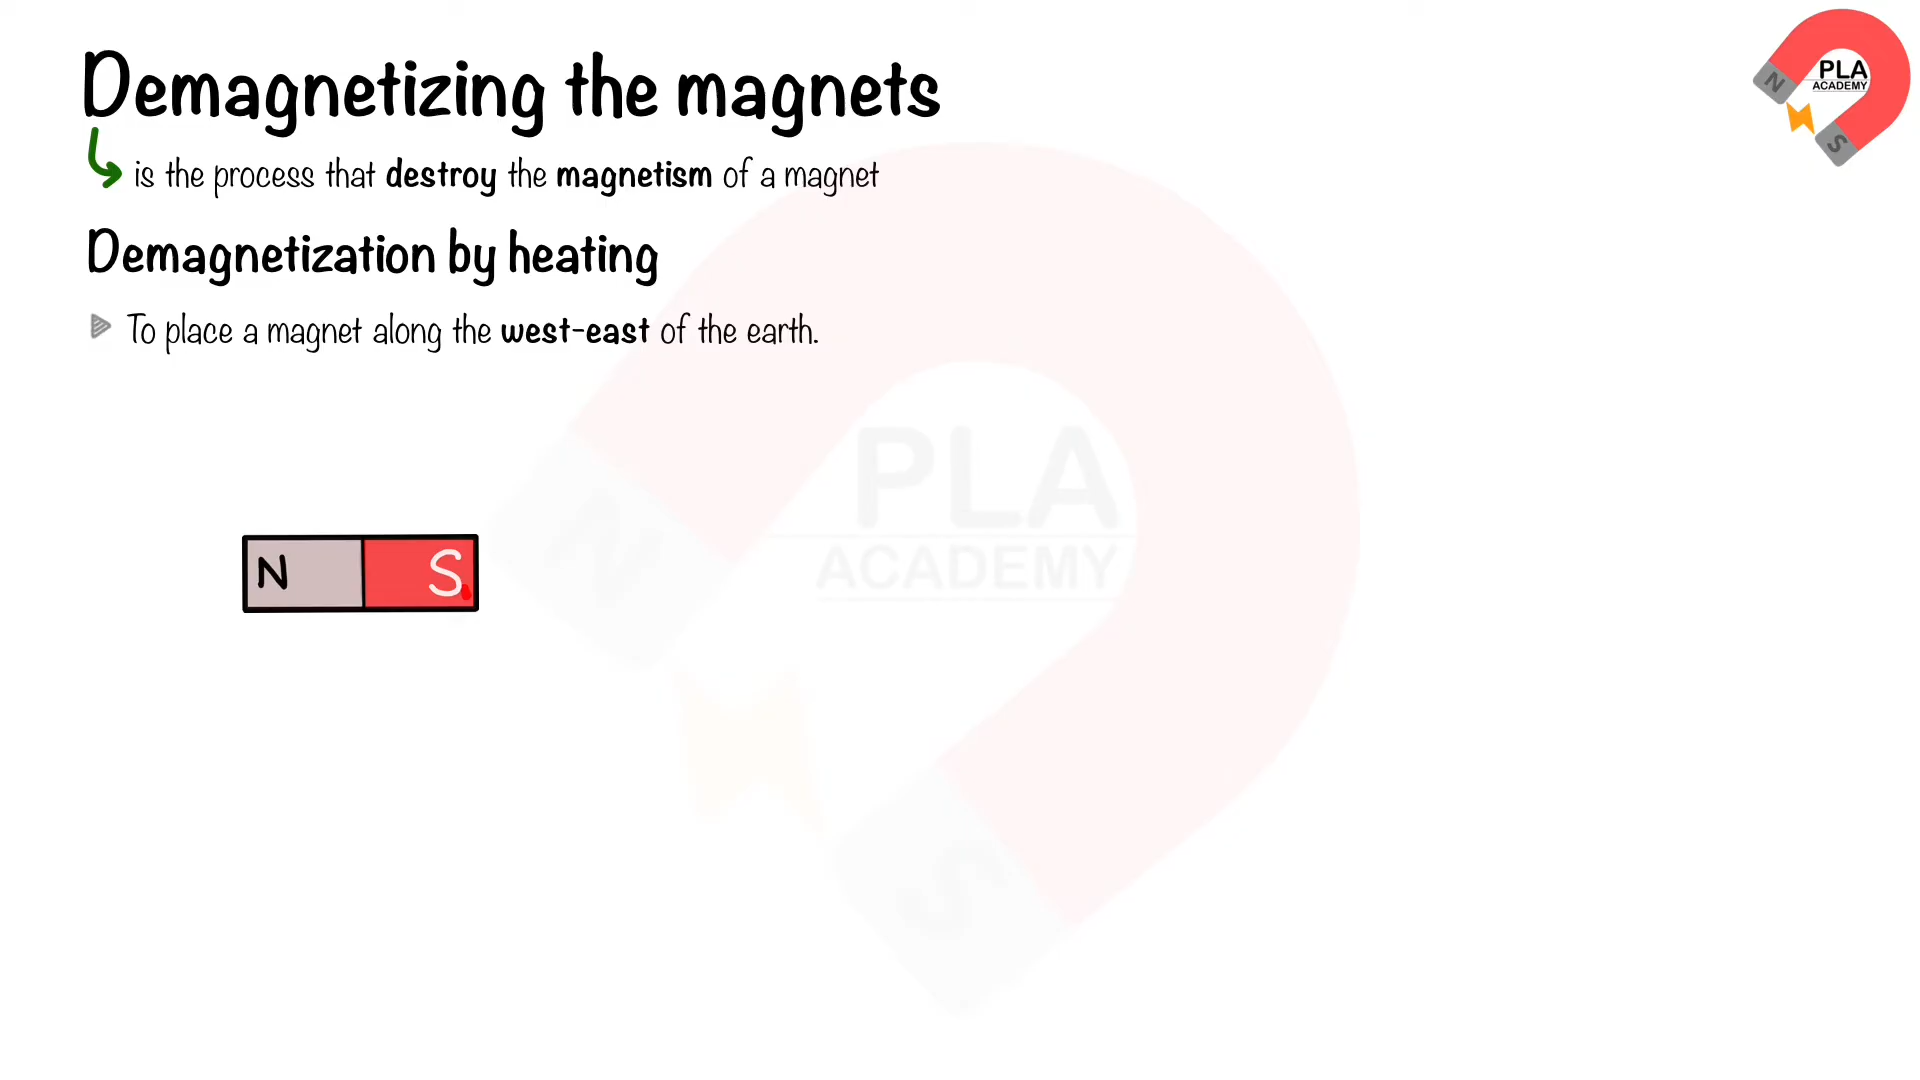 Demagnetizing the magnets
is the process that destroy the magnetism of a magnet
Demagnetization by heating
To place a magnet along the west-east of the earth.
N S
PLA
ACADEMY
N
S
PLA
ACADEMY
N
S